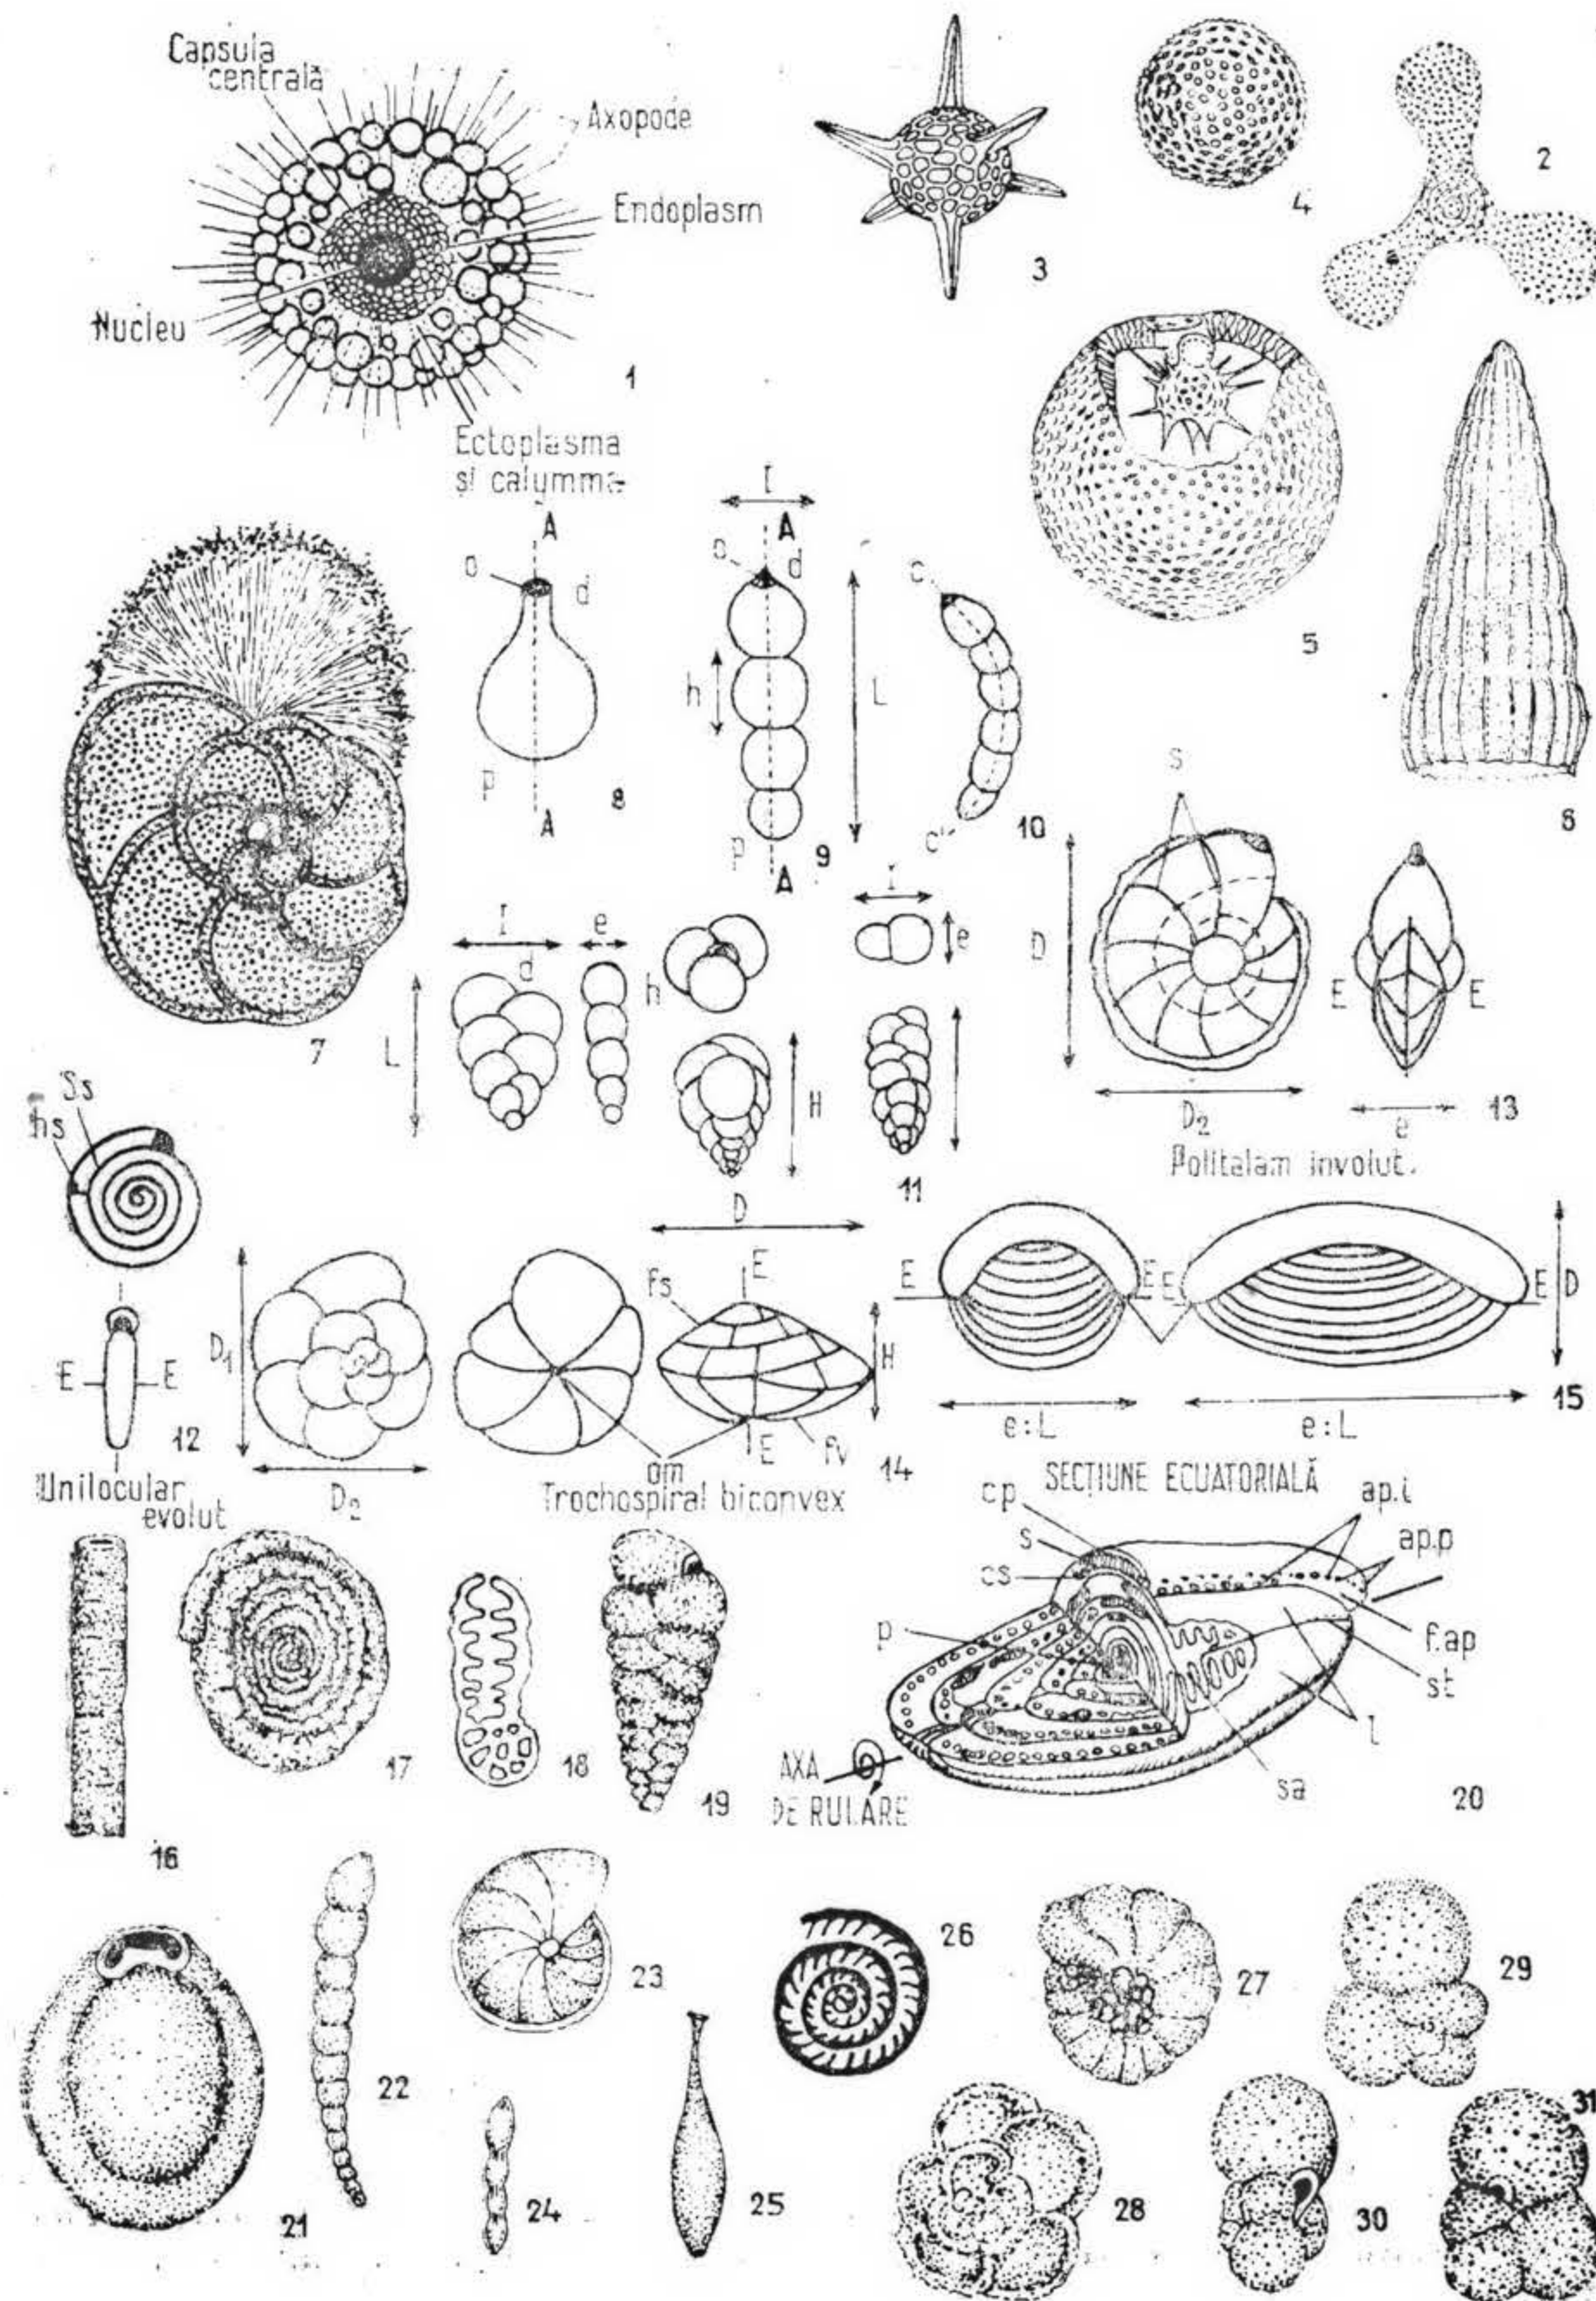 Capsula
centrală
Axopode
Endoplasm
Nucleu
Ectoplasma
și calymma
1
2
3
4
5
6
7
A
o
d
p
A
8
I
A
o
d
h
L
p
A
9
c
c'
10
I
e
d
L
h
H
I
e
11
S
D
D2
E
E
e
13
Politalam involut.
Ss
hs
E
E
12
Unilocular
evolut
D1
D2
D
fs
E
H
E
fv
om
14
Trochospiral biconvex
E
E
E
E
D
e:L
e:L
15
SECȚIUNE ECUATORIALĂ
cp
s
cs
p
ap.i
ap.p
f.ap
st
l
sa
AXA
DE RULARE
20
16
17
18
19
21
22
23
24
25
26
27
28
29
30
31